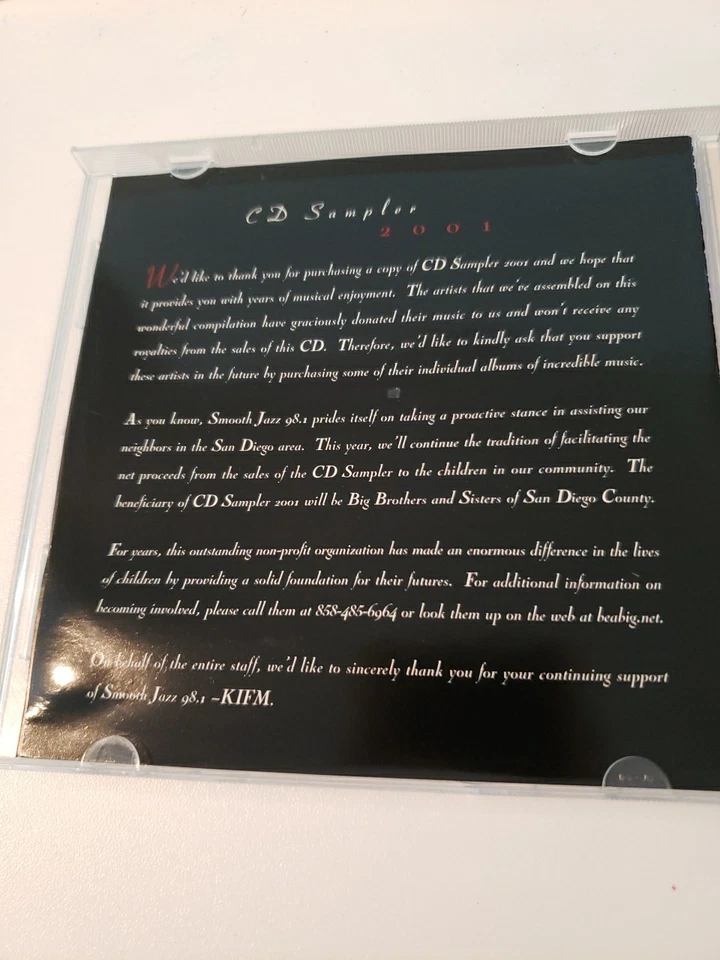 CD Sampler
2001
We'd like to thank you for purchasing a copy of CD Sampler 2001 and we hope that
it provides you with years of musical enjoyment. The artists that we've assembled on this
wonderful compilation have graciously donated their music to us and won't receive any
royalties from the sales of this CD. Therefore, we'd like to kindly ask that you support
these artists in the future by purchasing some of their individual albums of incredible music.
As you know, Smooth Jazz 98.1 prides itself on taking a proactive stance in assisting our
neighbors in the San Diego area. This year, we'll continue the tradition of facilitating the
net proceeds from the sales of the CD Sampler to the children in our community. The
beneficiary of CD Sampler 2001 will be Big Brothers and Sisters of San Diego County.
For years, this outstanding non-profit organization has made an enormous difference in the lives
of children by providing a solid foundation for their futures. For additional information on
becoming involved, please call them at 858-485-6964 or look them up on the web at beabig.net.
On behalf of the entire staff, we'd like to sincerely thank you for your continuing support
of Smooth Jazz 98.1 ~KIFM.